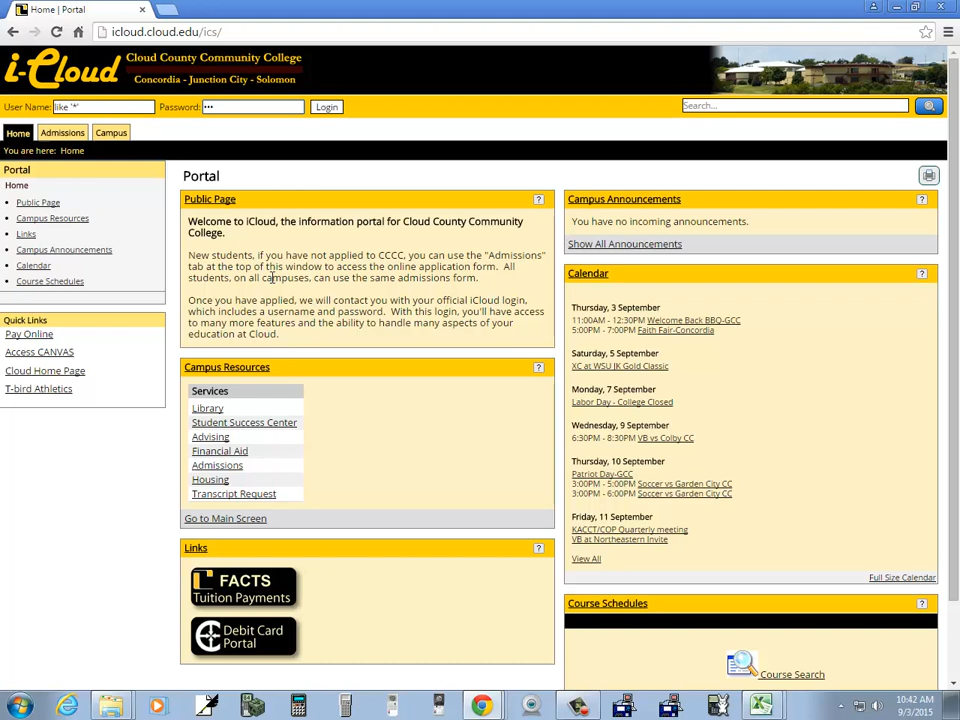 Home | Portal
icloud.cloud.edu/ics/
i-Cloud
Cloud County Community College
Concordia - Junction City - Solomon
User Name: like '*' Password: ••• Login Search...
Home Admissions Campus
You are here: Home
Portal
Home
Public Page
Campus Resources
Links
Campus Announcements
Calendar
Course Schedules
Quick Links
Pay Online
Access CANVAS
Cloud Home Page
T-bird Athletics
Portal
Public Page ?
Welcome to iCloud, the information portal for Cloud County Community
College.
New students, if you have not applied to CCCC, you can use the "Admissions"
tab at the top of this window to access the online application form. All
students, on all campuses, can use the same admissions form.
Once you have applied, we will contact you with your official iCloud login,
which includes a username and password. With this login, you'll have access
to many more features and the ability to handle many aspects of your
education at Cloud.
Campus Resources ?
Services
Library
Student Success Center
Advising
Financial Aid
Admissions
Housing
Transcript Request
Go to Main Screen
Links ?
FACTS
Tuition Payments
Debit Card
Portal
Campus Announcements ?
You have no incoming announcements.
Show All Announcements
Calendar ?
Thursday, 3 September
11:00AM - 12:30PM Welcome Back BBQ-GCC
5:00PM - 7:00PM Faith Fair-Concordia
Saturday, 5 September
XC at WSU JK Gold Classic
Monday, 7 September
Labor Day - College Closed
Wednesday, 9 September
6:30PM - 8:30PM VB vs Colby CC
Thursday, 10 September
Patriot Day-GCC
3:00PM - 5:00PM Soccer vs Garden City CC
3:00PM - 6:00PM Soccer vs Garden City CC
Friday, 11 September
KACCT/COP Quarterly meeting
VB at Northeastern Invite
View All
Full Size Calendar
Course Schedules ?
Course Search
10:42 AM
9/3/2015